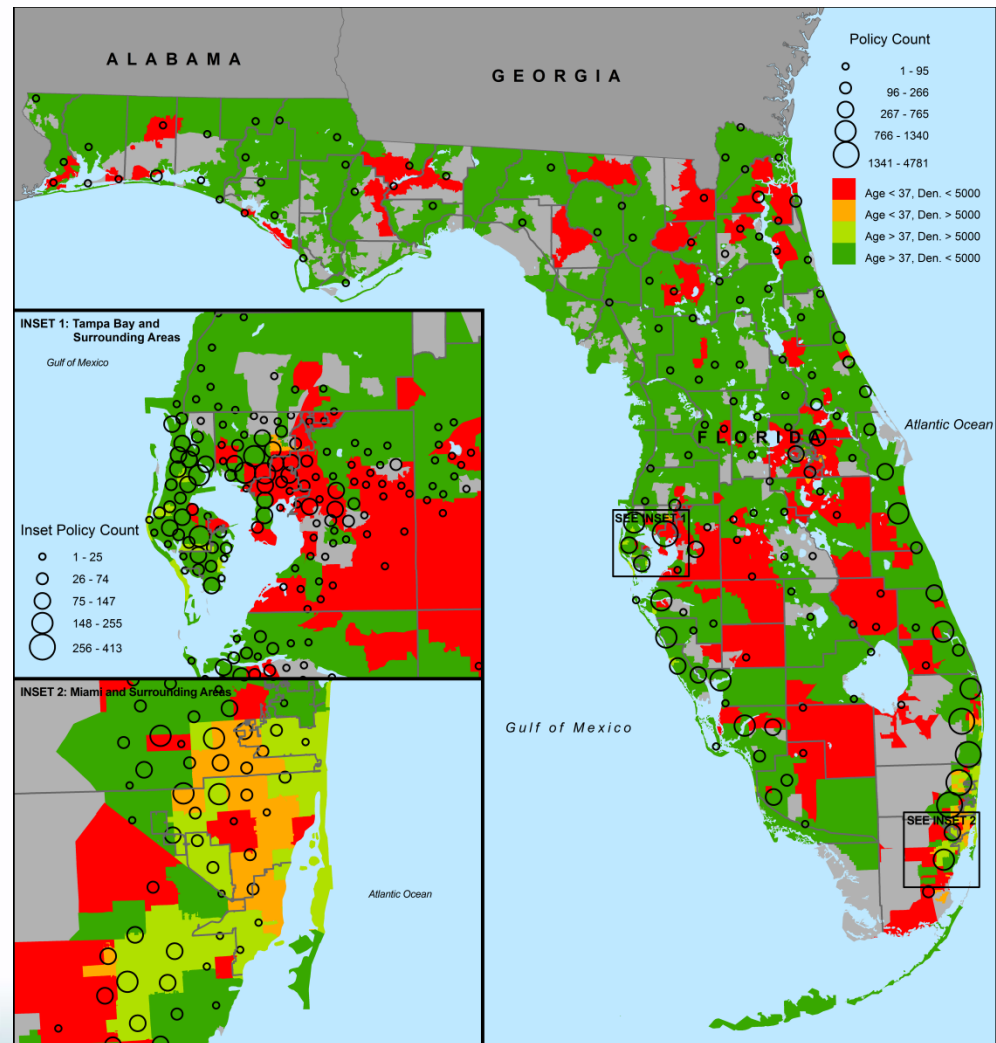 ALABAMA
GEORGIA
Policy Count
1 - 95
96 - 266
267 - 765
766 - 1340
1341 - 4781
Age < 37, Den. < 5000
Age < 37, Den. > 5000
Age > 37, Den. < 5000
Age > 37, Den. > 5000
INSET 1: Tampa Bay and
Surrounding Areas
Gulf of Mexico
Inset Policy Count
1 - 25
26 - 74
75 - 147
148 - 255
256 - 413
FLORIDA
Atlantic Ocean
SEE INSET 1
Gulf of Mexico
SEE INSET 2
INSET 2: Miami and Surrounding Areas
Atlantic Ocean